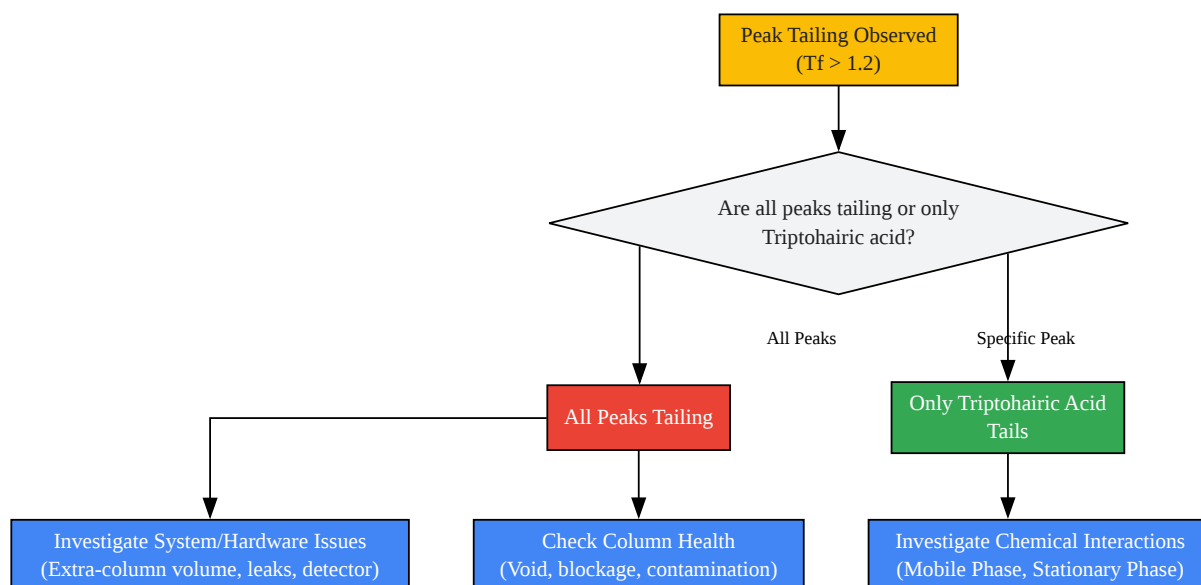 Peak Tailing Observed
(Tf > 1.2)
Are all peaks tailing or only
Triptohairic acid?
All Peaks
Specific Peak
All Peaks Tailing
Only Triptohairic Acid
Tails
Investigate System/Hardware Issues
(Extra-column volume, leaks, detector)
Check Column Health
(Void, blockage, contamination)
Investigate Chemical Interactions
(Mobile Phase, Stationary Phase)